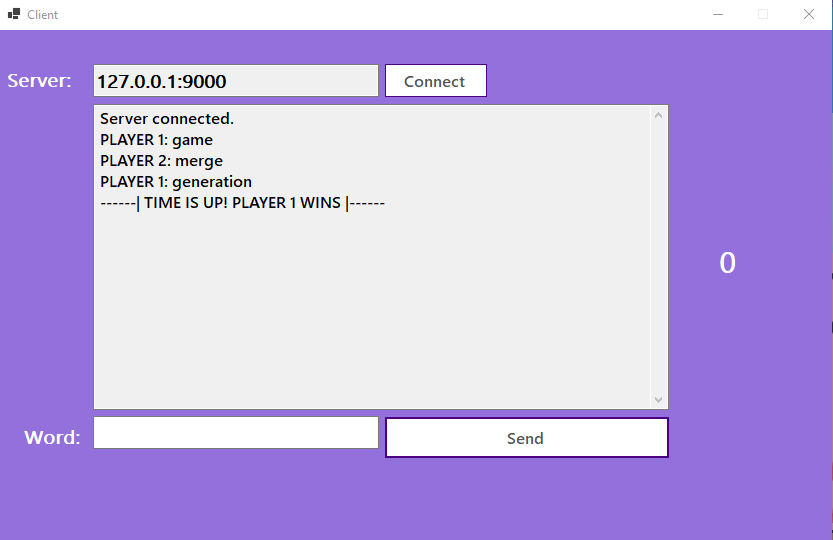 Client
Server: 127.0.0.1:9000 Connect
Server connected.
PLAYER 1: game
PLAYER 2: merge
PLAYER 1: generation
------| TIME IS UP! PLAYER 1 WINS |------
0
Word: Send